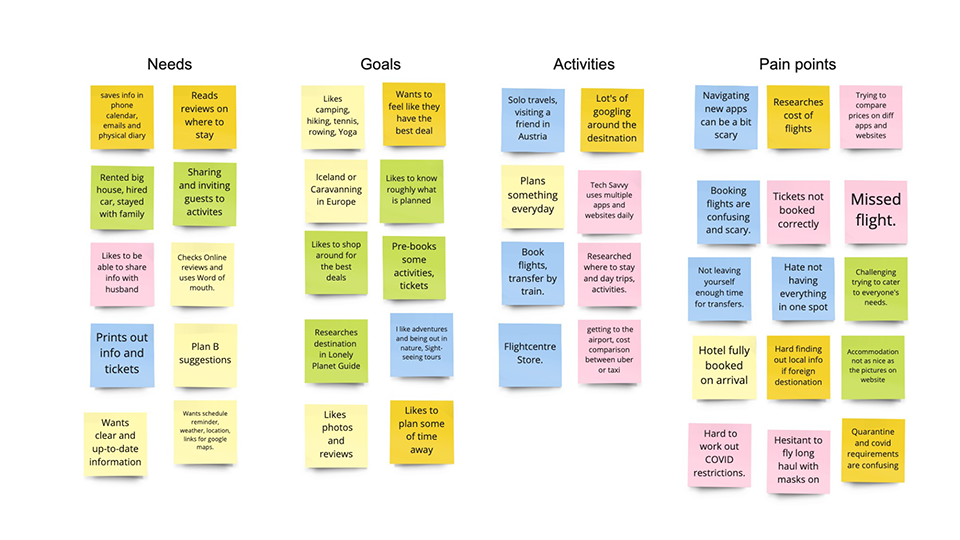 Needs
saves info in
phone
calendar,
emails and
physical diary
Reads
reviews on
where to
stay
Rented big
house, hired
car, stayed
with family
Sharing
and inviting
guests to
activites
Likes to be
able to share
info with
husband
Checks Online
reviews and
uses Word of
mouth.
Prints out
info and
tickets
Plan B
suggestions
Wants
clear and
up-to-date
information
Wants schedule
reminder,
weather, location,
links for google
maps.
Goals
Likes
camping,
hiking, tennis,
rowing, Yoga
Wants to
feel like they
have the
best deal
Iceland or
Caravanning
in Europe
Likes to know
roughly what
is planned
Likes to shop
around for
the best
deals
Pre-books
some
activities,
tickets
Researches
destination
in Lonely
Planet Guide
I like adventures
and being out in
nature, Sight-
seeing tours
Likes
photos and
reviews
Likes to
plan some
of time
away
Activities
Solo travels,
visiting a
friend in
Austria
Lot's of
googling
around the
desitnation
Plans
something
everyday
Tech Savvy
uses multiple
apps and
websites daily
Book
flights,
transfer by
train.
Researched
where to stay
and day trips,
activities.
Flightcentre
Store.
getting to the
airport, cost
comparison
between uber
or taxi
Pain points
Navigating
new apps
can be a bit
scary
Researches
cost of
flights
Trying to
compare
prices on diff
apps and
websites
Booking
flights are
confusing
and scary.
Tickets not
booked
correctly
Missed
flight.
Not leaving
yourself
enough time
for transfers.
Hate not
having
everything
in one spot
Challenging
trying to cater
to everyone's
needs.
Hotel fully
booked
on arrival
Hard finding
out local info
if foreign
destionation
Accommodation
not as nice as
the pictures on
website
Hard to
work out
COVID
restrictions.
Hesitant to
fly long
haul with
masks on
Quarantine
and covid
requirements
are confusing